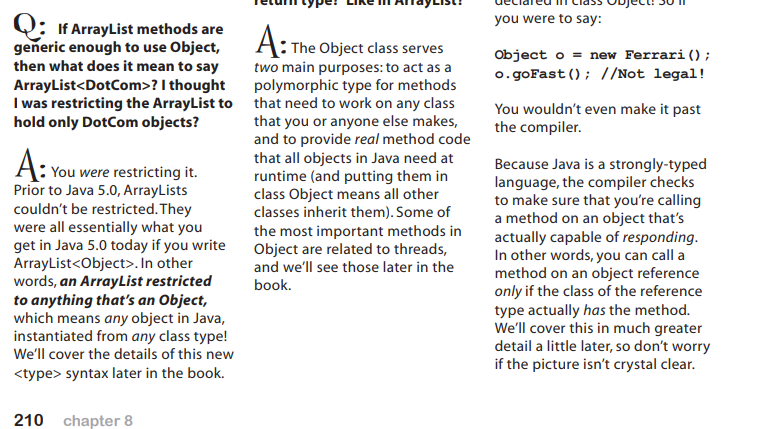 Q: If ArrayList methods are
generic enough to use Object,
then what does it mean to say
ArrayList<DotCom>? I thought
I was restricting the ArrayList to
hold only DotCom objects?
A: You were restricting it.
Prior to Java 5.0, ArrayLists
couldn't be restricted. They
were all essentially what you
get in Java 5.0 today if you write
ArrayList<Object>. In other
words, an ArrayList restricted
to anything that's an Object,
which means any object in Java,
instantiated from any class type!
We'll cover the details of this new
<type> syntax later in the book.
return type? Like in ArrayList?
A: The Object class serves
two main purposes: to act as a
polymorphic type for methods
that need to work on any class
that you or anyone else makes,
and to provide real method code
that all objects in Java need at
runtime (and putting them in
class Object means all other
classes inherit them). Some of
the most important methods in
Object are related to threads,
and we'll see those later in the
book.
declared in class Object! So if
you were to say:
Object o = new Ferrari();
o.goFast(); //Not legal!
You wouldn't even make it past
the compiler.
Because Java is a strongly-typed
language, the compiler checks
to make sure that you're calling
a method on an object that's
actually capable of responding.
In other words, you can call a
method on an object reference
only if the class of the reference
type actually has the method.
We'll cover this in much greater
detail a little later, so don't worry
if the picture isn't crystal clear.
210 chapter 8